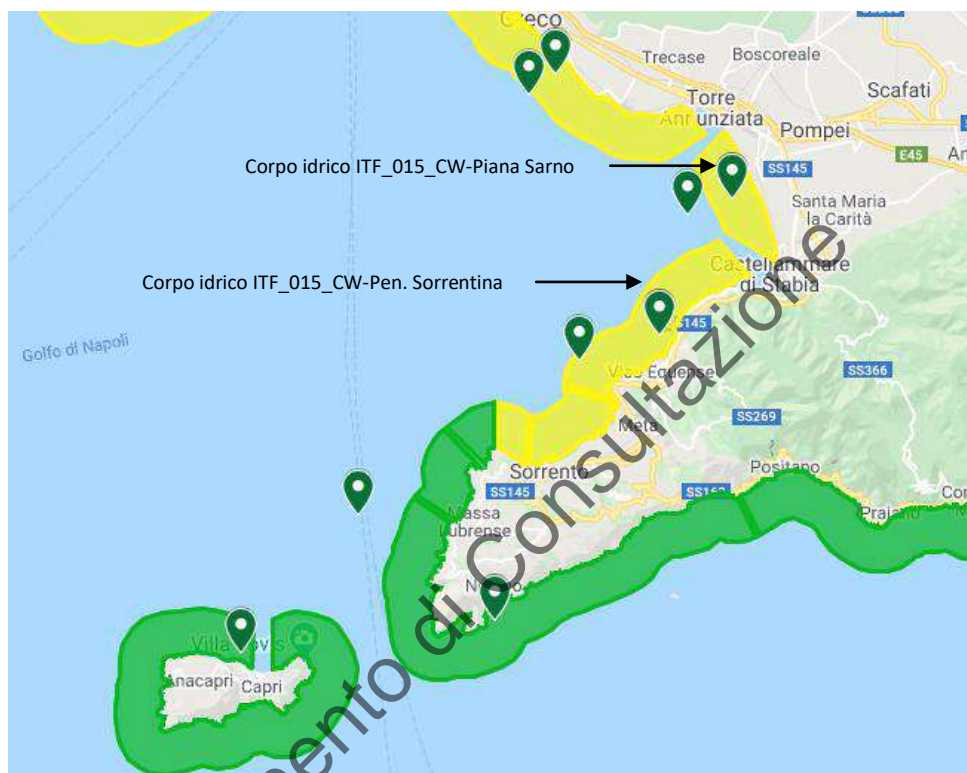 Greco
Trecase
Boscoreale
Scafati
Torre
Annunziata
Pompei
E45
SS145
Corpo idrico ITF_015_CW-Piana Sarno
Santa Maria
la Carità
Castellammare
di Stabia
Corpo idrico ITF_015_CW-Pen. Sorrentina
SS145
Golfo di Napoli
Vico Equense
SS366
SS269
Meta
Sorrento
Positano
SS145
SS163
Praiano
Massa
Lubrense
Villa Jovis
Anacapri
Capri
mento di Consultazione